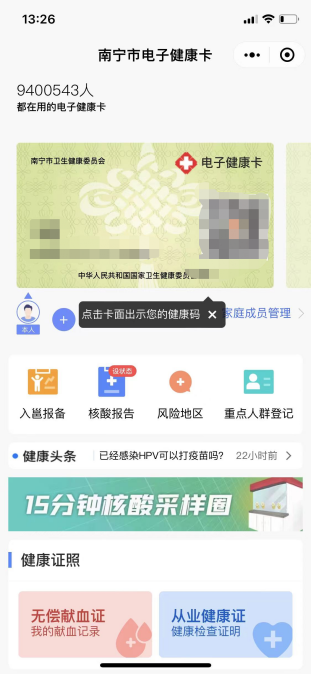 13:26
南宁市电子健康卡
9400543人
都在用的电子健康卡
南宁市卫生健康委员会
电子健康卡
中华人民共和国国家卫生健康委员
本人
点击卡面出示您的健康码
家庭成员管理
设状态
入邕报备
核酸报告
风险地区
重点人群登记
健康头条
已经感染HPV可以打疫苗吗?
22小时前
15分钟核酸采样圈
健康证照
无偿献血证
从业健康证
我的献血记录
健康检查证明